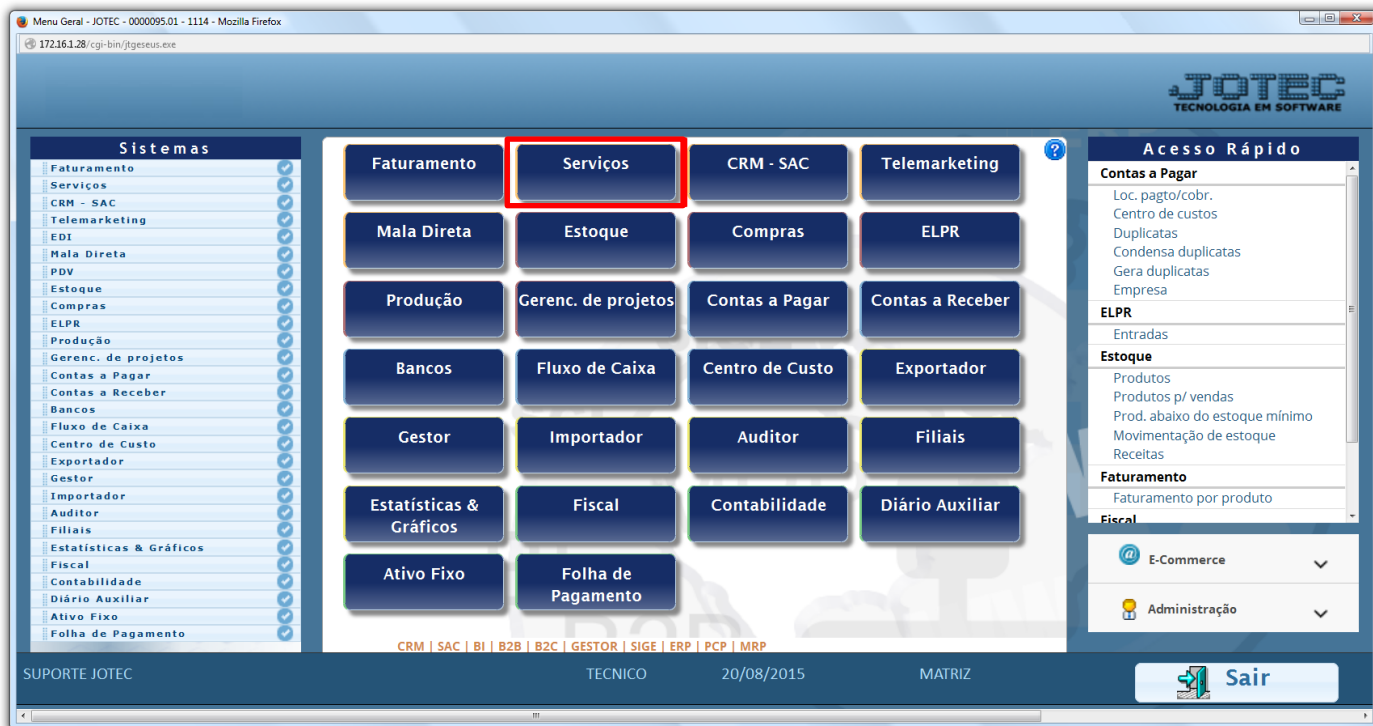 Menu Geral - JOTEC - 0000095.01 - 1114 - Mozilla Firefox
172.16.1.28/cgi-bin/jtgeseus.exe
JOTEC
TECNOLOGIA EM SOFTWARE
Sistemas
Faturamento
Serviços
CRM - SAC
Telemarketing
EDI
Mala Direta
PDV
Estoque
Compras
ELPR
Produção
Gerenc. de projetos
Contas a Pagar
Contas a Receber
Bancos
Fluxo de Caixa
Centro de Custo
Exportador
Gestor
Importador
Auditor
Filiais
Estatísticas & Gráficos
Fiscal
Contabilidade
Diário Auxiliar
Ativo Fixo
Folha de Pagamento
Faturamento
Serviços
CRM - SAC
Telemarketing
Mala Direta
Estoque
Compras
ELPR
Produção
Gerenc. de projetos
Contas a Pagar
Contas a Receber
Bancos
Fluxo de Caixa
Centro de Custo
Exportador
Gestor
Importador
Auditor
Filiais
Estatísticas &
Gráficos
Fiscal
Contabilidade
Diário Auxiliar
Ativo Fixo
Folha de
Pagamento
CRM | SAC | BI | B2B | B2C | GESTOR | SIGE | ERP | PCP | MRP
Acesso Rápido
Contas a Pagar
Loc. pagto/cobr.
Centro de custos
Duplicatas
Condensa duplicatas
Gera duplicatas
Empresa
ELPR
Entradas
Estoque
Produtos
Produtos p/ vendas
Prod. abaixo do estoque mínimo
Movimentação de estoque
Receitas
Faturamento
Faturamento por produto
Fiscal
E-Commerce
Administração
SUPORTE JOTEC
TECNICO
20/08/2015
MATRIZ
Sair